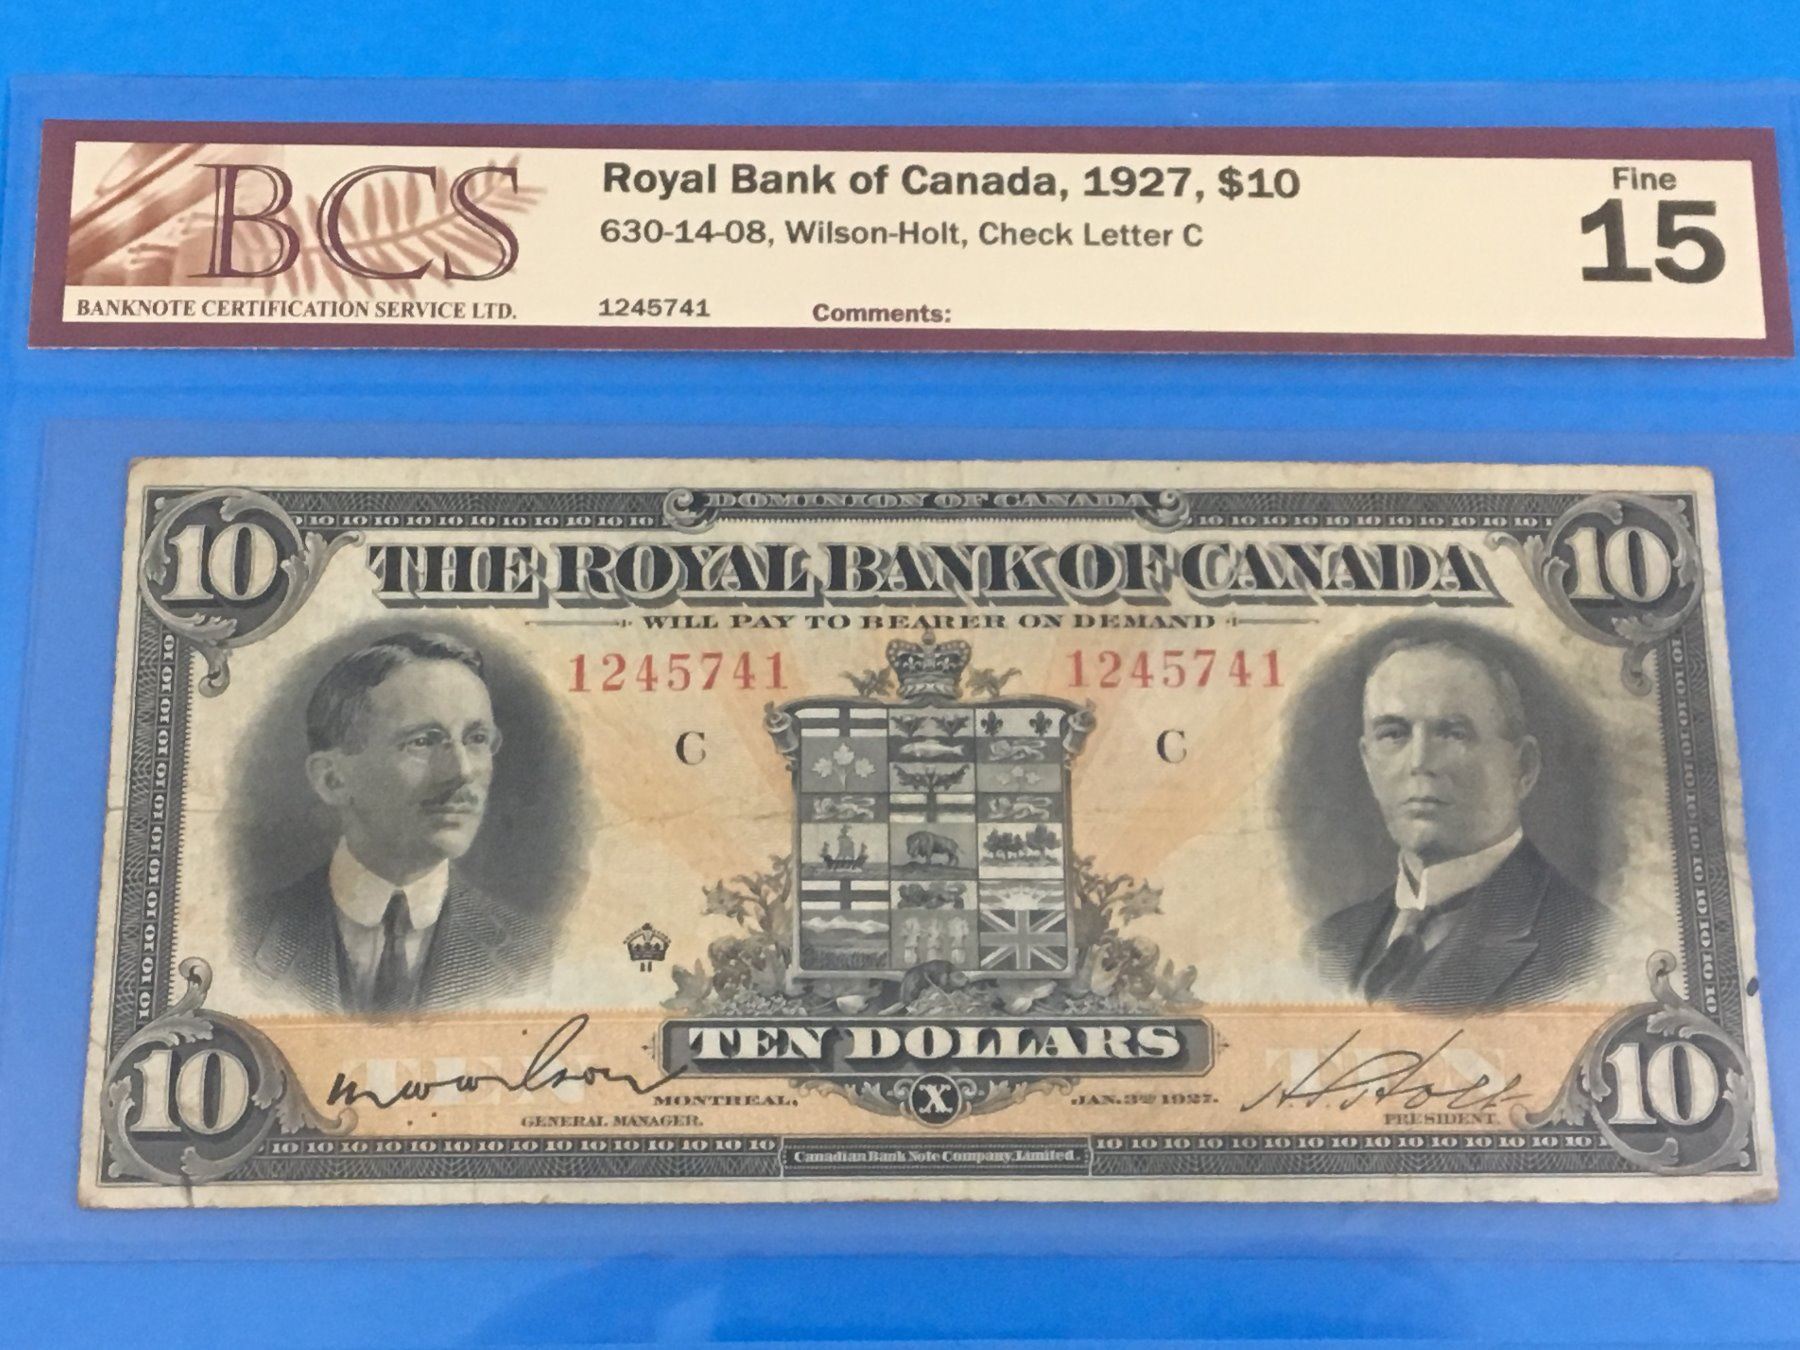 BCS
BANKNOTE CERTIFICATION SERVICE LTD.
Royal Bank of Canada, 1927, $10
630-14-08, Wilson-Holt, Check Letter C
1245741 Comments:
Fine
15
DOMINION OF CANADA
10 10
THE ROYAL BANK OF CANADA
WILL PAY TO BEARER ON DEMAND
1245741 1245741
C C
TEN TEN DOLLARS TEN
10 10
MONTREAL, X JAN. 3RD 1927.
GENERAL MANAGER. PRESIDENT.
Canadian Bank Note Company, Limited.